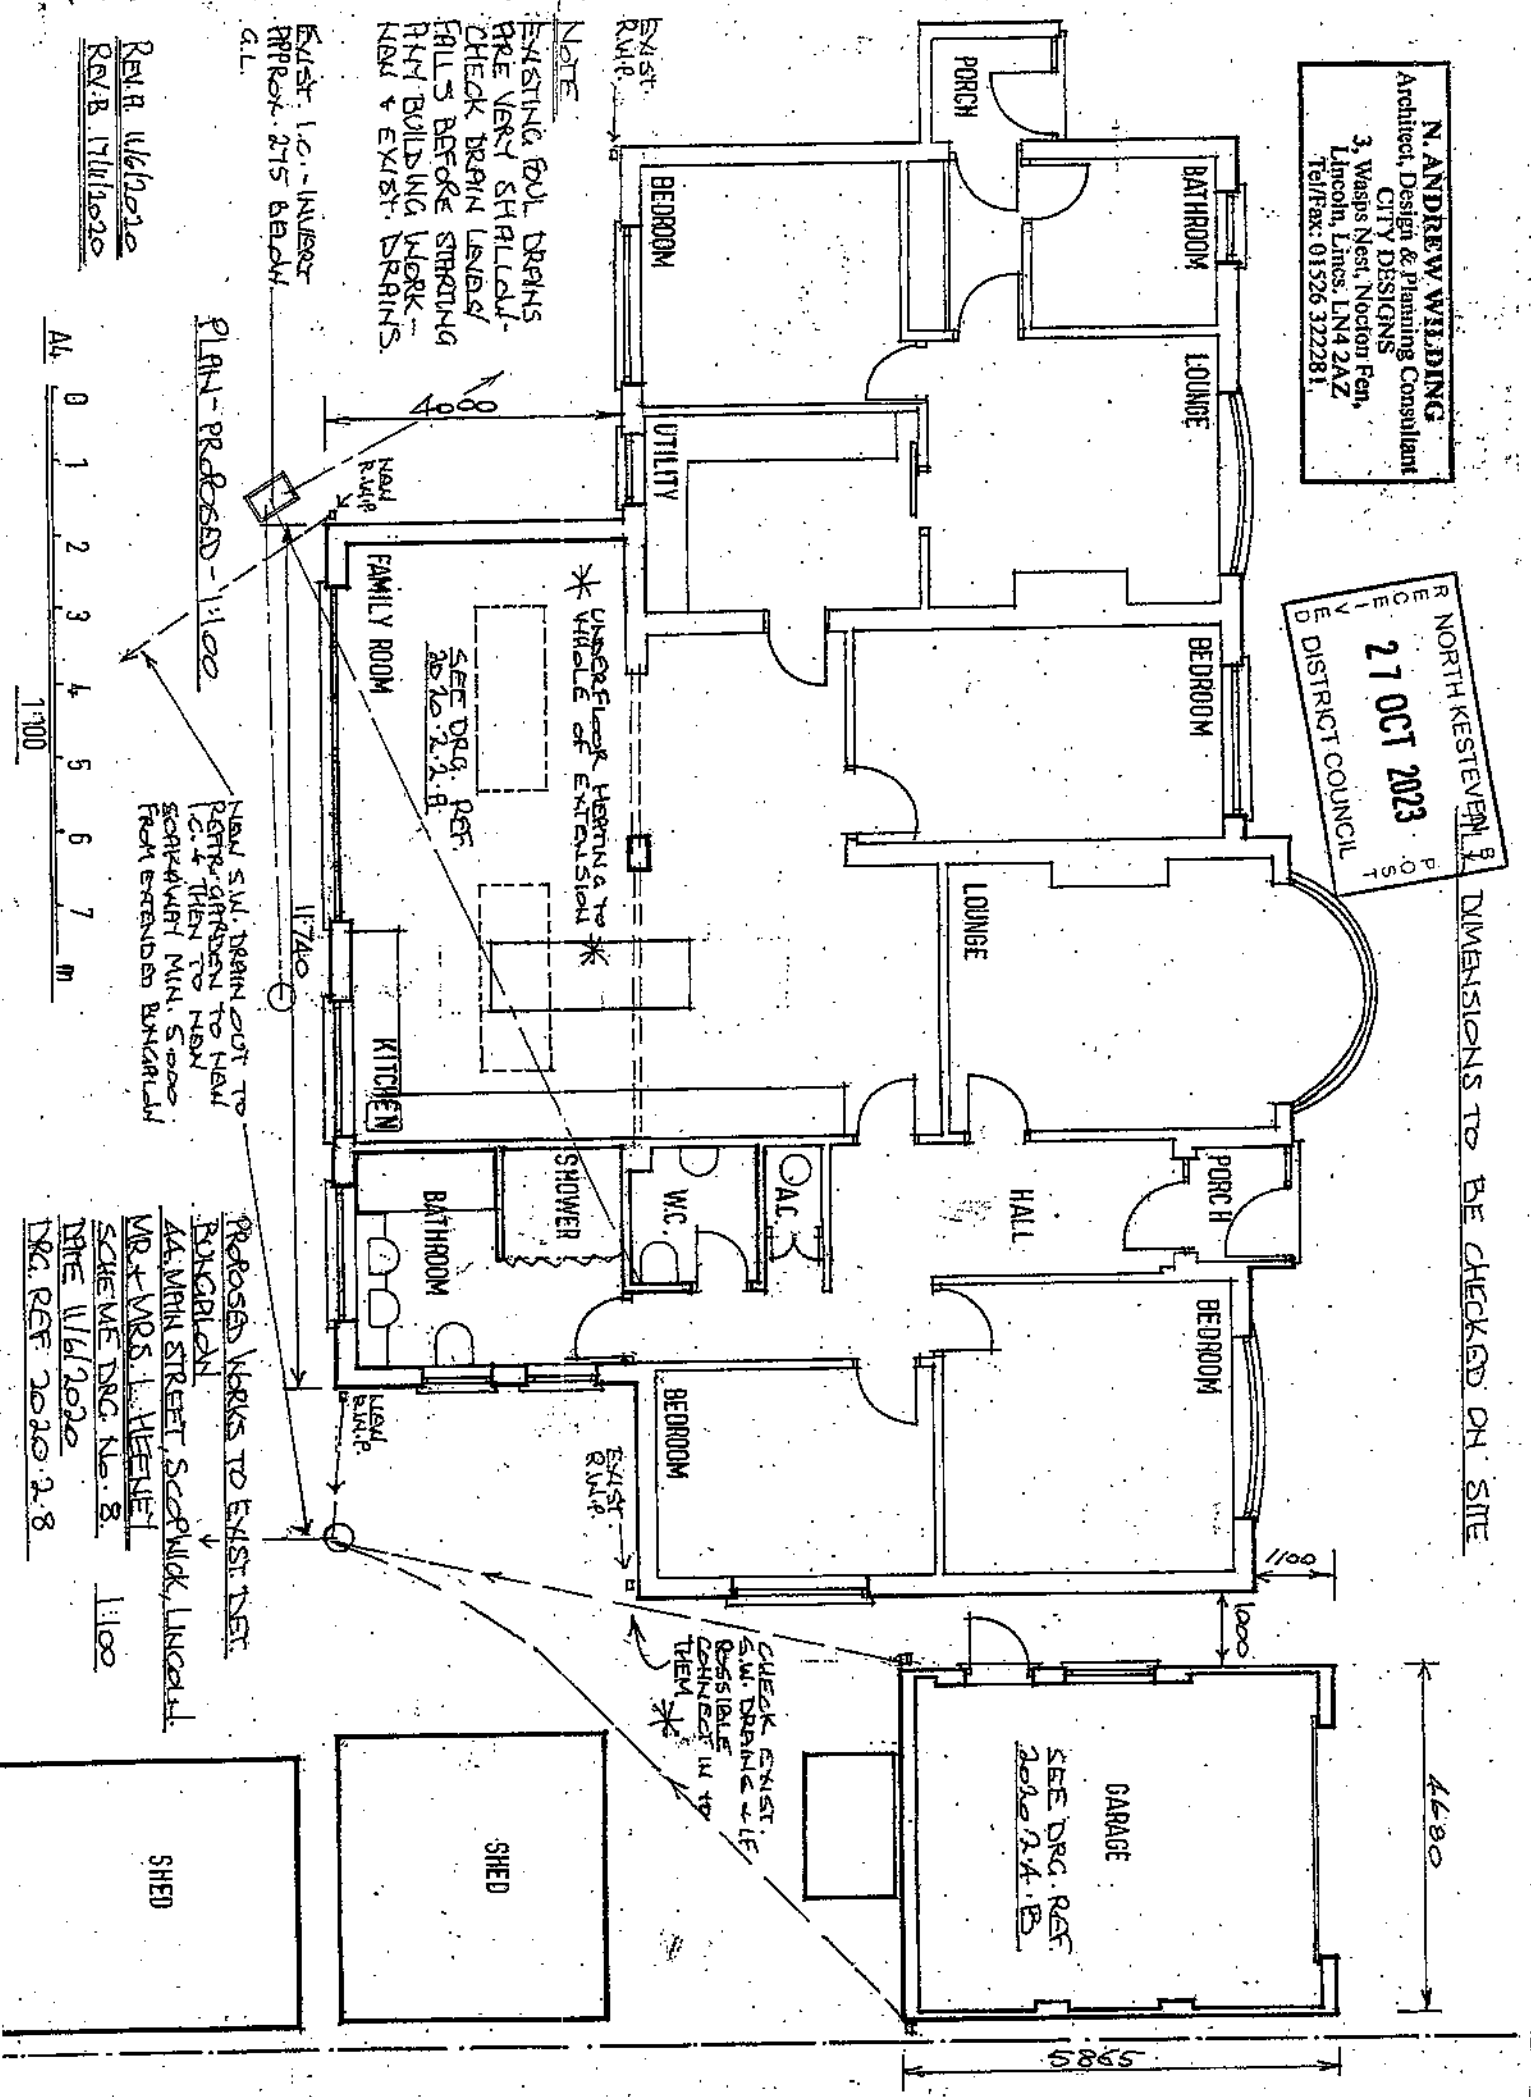 N. ANDREW WILDING
Architect, Design & Planning Consultant
CITY DESIGNS
3, Wasps Nest, Nocton Fen,
Lincoln, Lincs. LN4 2AZ
Tel/Fax: 01526 322281.
NORTH KESTEVEN
RECEIVED
27 OCT 2023
BY POST
DISTRICT COUNCIL
DIMENSIONS TO BE CHECKED ON SITE
PORCH
BATHROOM
LOUNGE
BEDROOM
BEDROOM
UTILITY
LOUNGE
PORCH
HALL
BEDROOM
BEDROOM
A.C.
W.C.
SHOWER
BATHROOM
KITCHEN
FAMILY ROOM
SEE DRG. REF.
2020.2.2.A
* UNDERFLOOR HEATING TO *
WHOLE OF EXTENSION
GARAGE
SEE DRG. REF.
2020.2.4.B
SHED
SHED
4680
5865
1000
1100
4080
11740
EXIST.
R.W.P.
NEW
R.W.P.
NEW
R.W.P.
EXIST.
R.W.P.
CHECK EXIST.
S.W. DRAINS & IF
POSSIBLE
CONNECT IN TO
THEM *
NOTE
EXISTING FOUL DRAINS
ARE VERY SHALLOW-
CHECK DRAIN LEVELS/
FALLS BEFORE STARTING
ANY BUILDING WORK -
NEW & EXIST. DRAINS.
EXIST. I.C. - INVERT
APPROX. 275 BELOW
G.L.
NEW S.W. DRAIN OUT TO
REAR GARDEN TO NEW
I.C. & THEN TO NEW
SOAKAWAY MIN. 5.000
FROM EXTENDED BUNGALOW
PLAN - PROPOSED - 1:100
REV.A. 11/6/2020
REV.B. 17/11/2020
A4
0 1 2 3 4 5 6 7 m
1:100
PROPOSED WORKS TO EXIST. DET.
BUNGALOW
44, MAIN STREET, SCOPWICK, LINCOLN.
MR & MRS. I. HEENEY
SCHEME DRG. No. 8. 1:100
DATE 11/6/2020
DRG. REF 2020.2.8